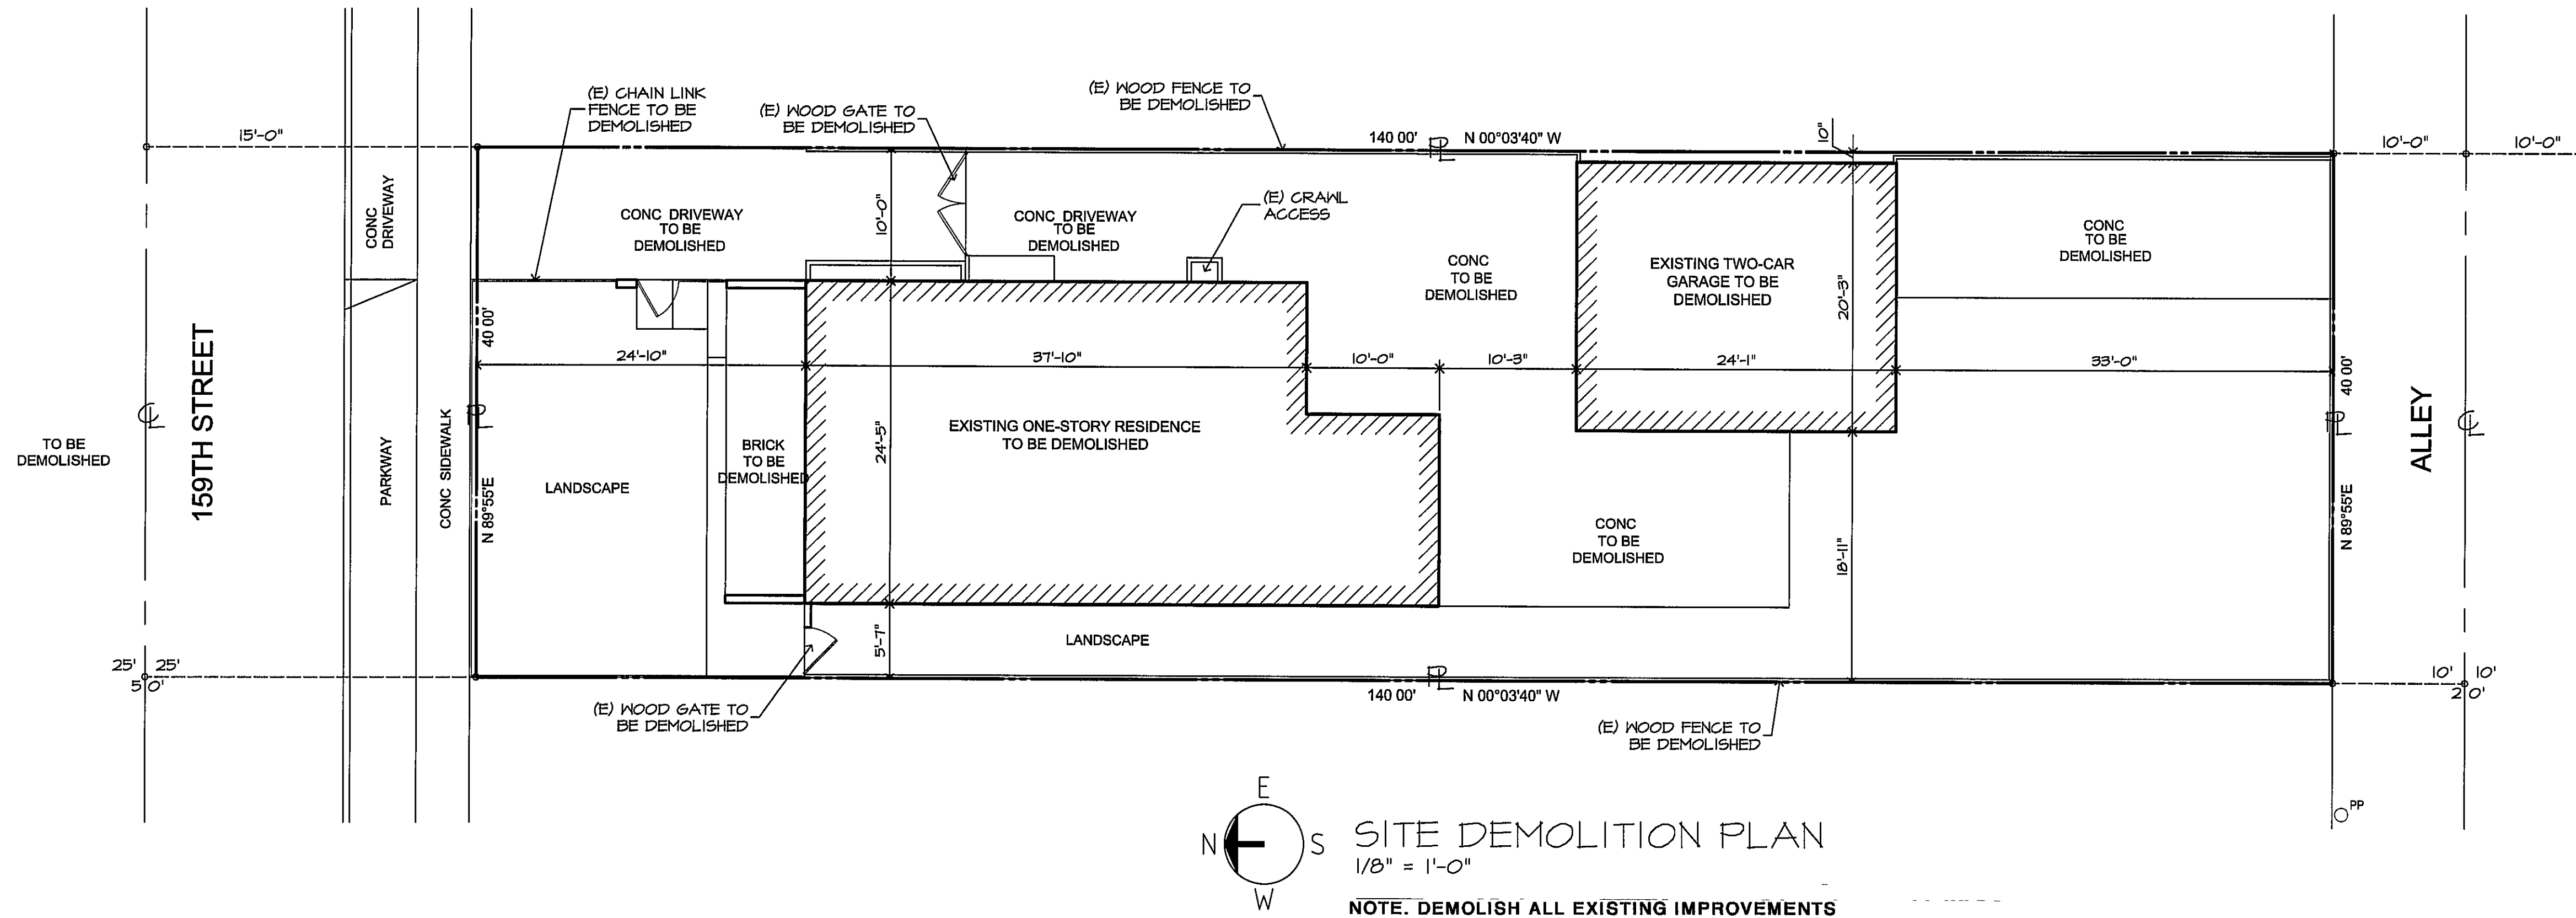 (E) CHAIN LINK
FENCE TO BE
DEMOLISHED
(E) WOOD GATE TO
BE DEMOLISHED
(E) WOOD FENCE TO
BE DEMOLISHED
15'-0"
140 00'
PL
N 00°03'40" W
10"
10'-0"
10'-0"
CONC
DRIVEWAY
CONC DRIVEWAY
TO BE
DEMOLISHED
10'-0"
CONC DRIVEWAY
TO BE
DEMOLISHED
(E) CRAWL
ACCESS
CONC
TO BE
DEMOLISHED
EXISTING TWO-CAR
GARAGE TO BE
DEMOLISHED
20'-3"
CONC
TO BE
DEMOLISHED
40 00'
24'-10"
37'-10"
10'-0"
10'-3"
24'-1"
33'-0"
40 00'
TO BE
DEMOLISHED
CL
159TH STREET
PARKWAY
CONC SIDEWALK
PL
N 89°55'E
LANDSCAPE
BRICK
TO BE
DEMOLISHED
24'-5"
EXISTING ONE-STORY RESIDENCE
TO BE DEMOLISHED
CONC
TO BE
DEMOLISHED
18'-11"
PL
N 89°55'E
ALLEY
CL
5'-7"
LANDSCAPE
25' 25'
50'
140 00'
PL
N 00°03'40" W
10' 10'
20'
(E) WOOD GATE TO
BE DEMOLISHED
(E) WOOD FENCE TO
BE DEMOLISHED
PP
E
N
S
W
SITE DEMOLITION PLAN
1/8" = 1'-0"
NOTE. DEMOLISH ALL EXISTING IMPROVEMENTS